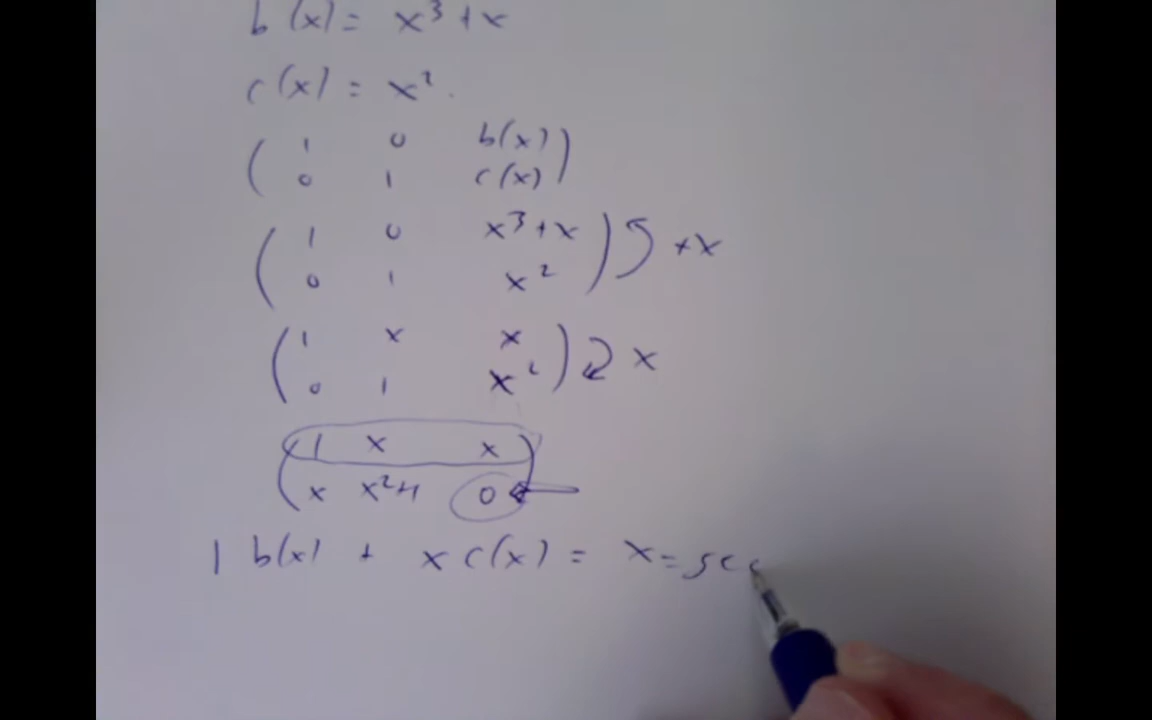 b(x) = x³ + x
c(x) = x².
( 1 0 b(x) )
( 0 1 c(x) )
( 1 0 x³ + x ) +x
( 0 1 x² )
( 1 x x ) x
( 0 1 x² )
( 1 x x )
( x x²+1 0 )
1 b(x) + x c(x) = x =